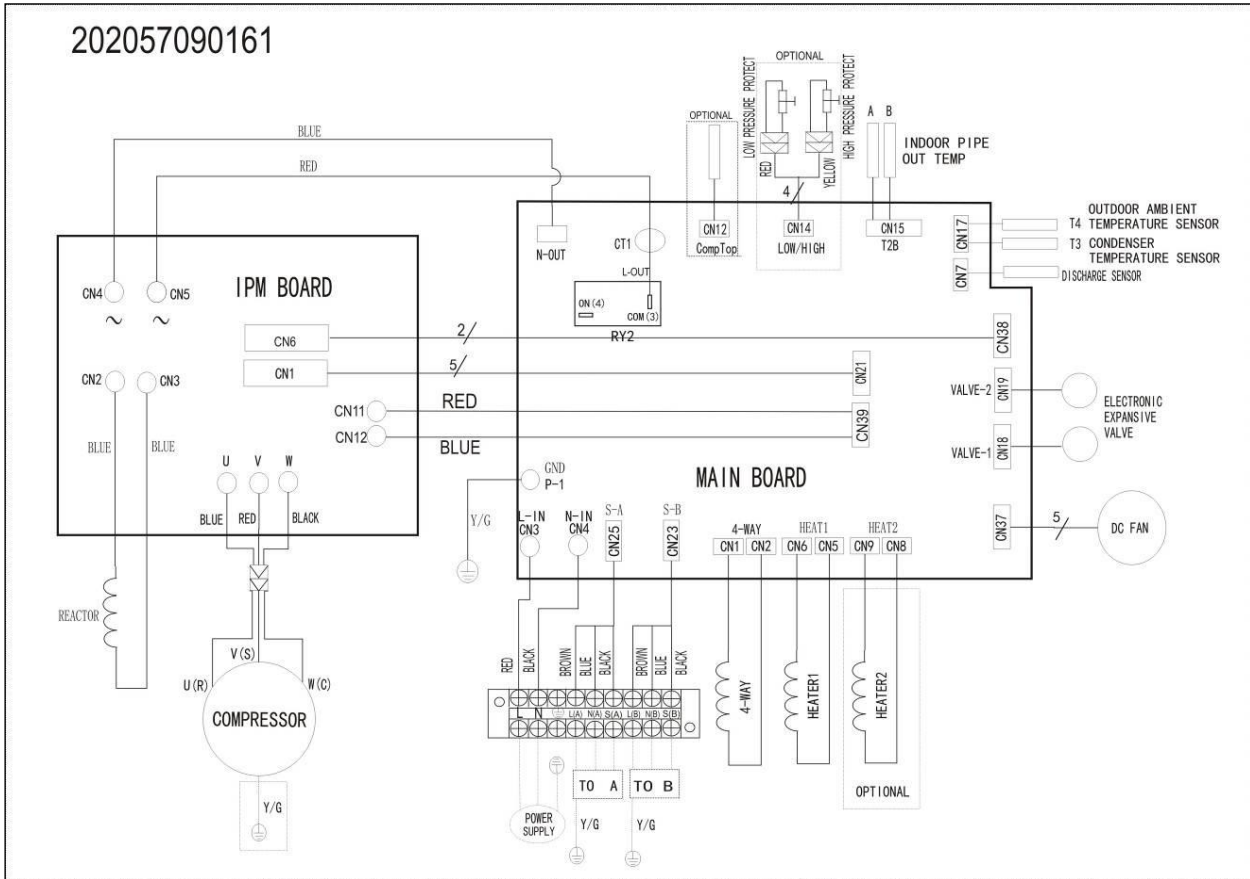 202057090161
OPTIONAL
OPTIONAL
LOW PRESSURE PROTECT
HIGH PRESSURE PROTECT
RED
YELLOW
4
A B
INDOOR PIPE
OUT TEMP
BLUE
RED
CN12
CompTop
CN14
LOW/HIGH
CN15
T2B
CN17
CN7
OUTDOOR AMBIENT
T4 TEMPERATURE SENSOR
T3 CONDENSER
TEMPERATURE SENSOR
DISCHARGE SENSOR
N-OUT
CT1
L-OUT
ON(4)
COM(3)
RY2
IPM BOARD
CN4
CN5
~
~
CN6
2
CN38
CN1
5
CN21
CN2
CN3
CN11
RED
CN39
CN12
BLUE
BLUE
BLUE
VALVE-2
CN19
VALVE-1
CN18
ELECTRONIC
EXPANSIVE
VALVE
U V W
BLUE
RED
BLACK
MAIN BOARD
GND
P-1
Y/G
L-IN
CN3
N-IN
CN4
S-A
CN25
S-B
CN23
4-WAY
CN1 CN2
HEAT1
CN6 CN5
HEAT2
CN9 CN8
CN37
5
DC FAN
REACTOR
V(S)
U(R)
W(C)
COMPRESSOR
Y/G
RED
BLACK
BROWN
BLUE
BLACK
BROWN
BLUE
BLACK
L N L(A) N(A) S(A) L(B) N(B) S(B)
4-WAY
HEATER1
HEATER2
OPTIONAL
TO A
TO B
POWER
SUPPLY
Y/G
Y/G